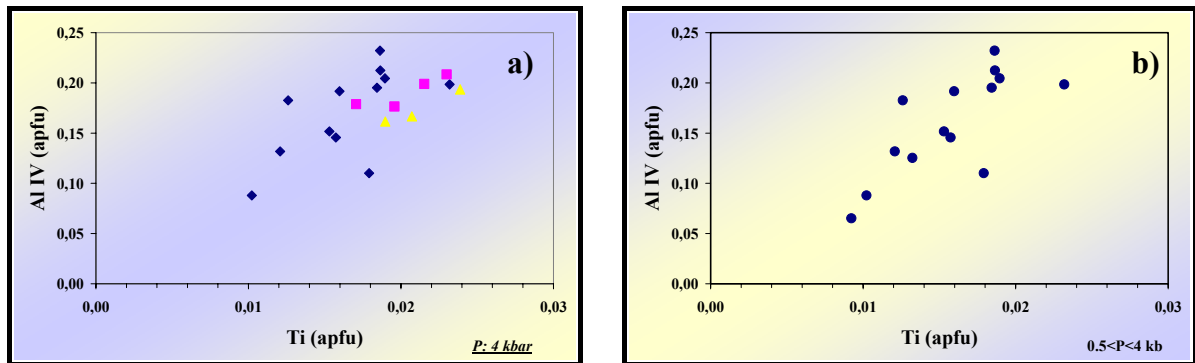 a)
0,25
0,20
0,15
0,10
0,05
0,00
Al IV (apfu)
0,00 0,01 0,02 0,03
Ti (apfu)
P: 4 kbar
b)
0,25
0,20
0,15
0,10
0,05
0,00
Al IV (apfu)
0,00 0,01 0,02 0,03
Ti (apfu)
0.5<P<4 kb